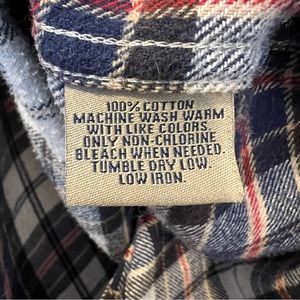 100% COTTON
MACHINE WASH WARM
WITH LIKE COLORS.
ONLY NON-CHLORINE
BLEACH WHEN NEEDED.
TUMBLE DRY LOW.
LOW IRON.